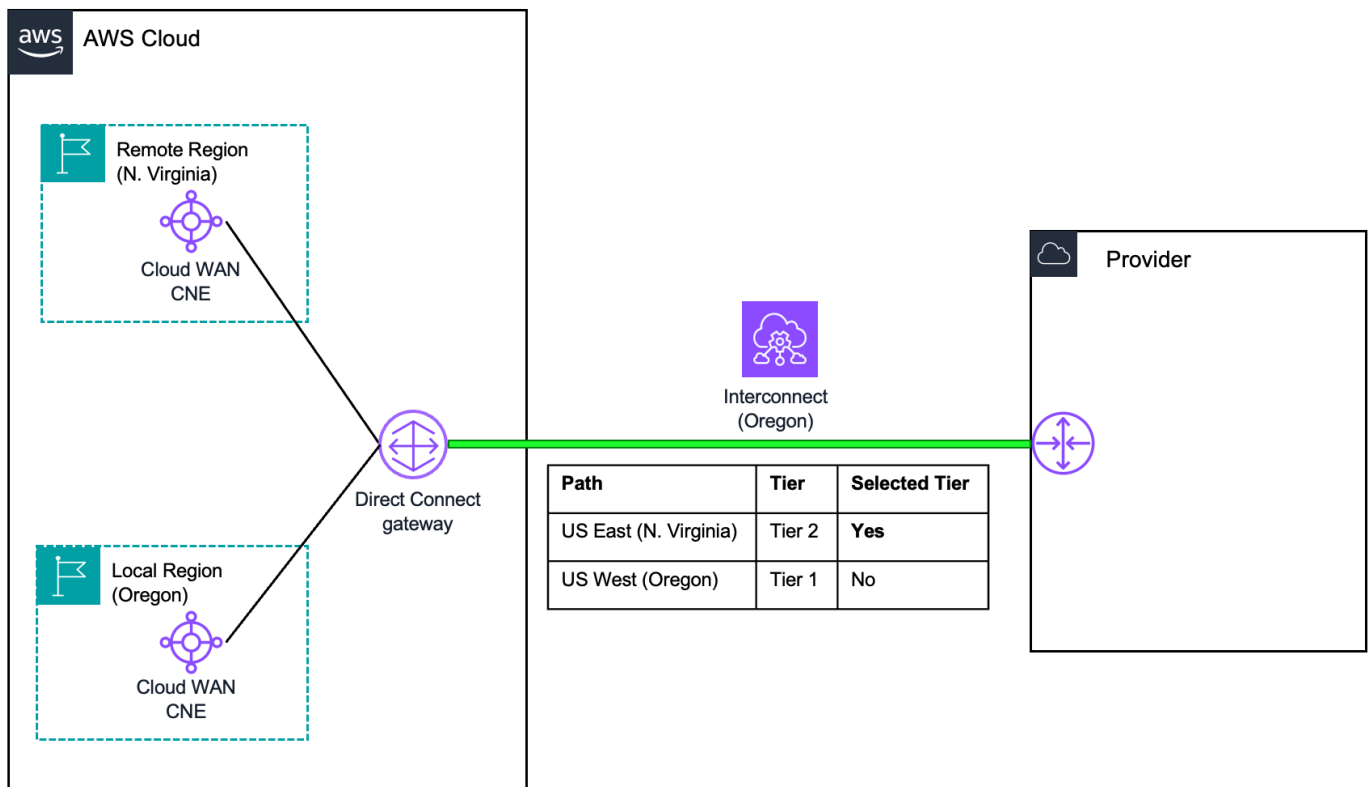 aws
AWS Cloud
Remote Region
(N. Virginia)
Cloud WAN
CNE
Direct Connect
gateway
Local Region
(Oregon)
Cloud WAN
CNE
Interconnect
(Oregon)
Path Tier Selected Tier
US East (N. Virginia) Tier 2 Yes
US West (Oregon) Tier 1 No
Provider